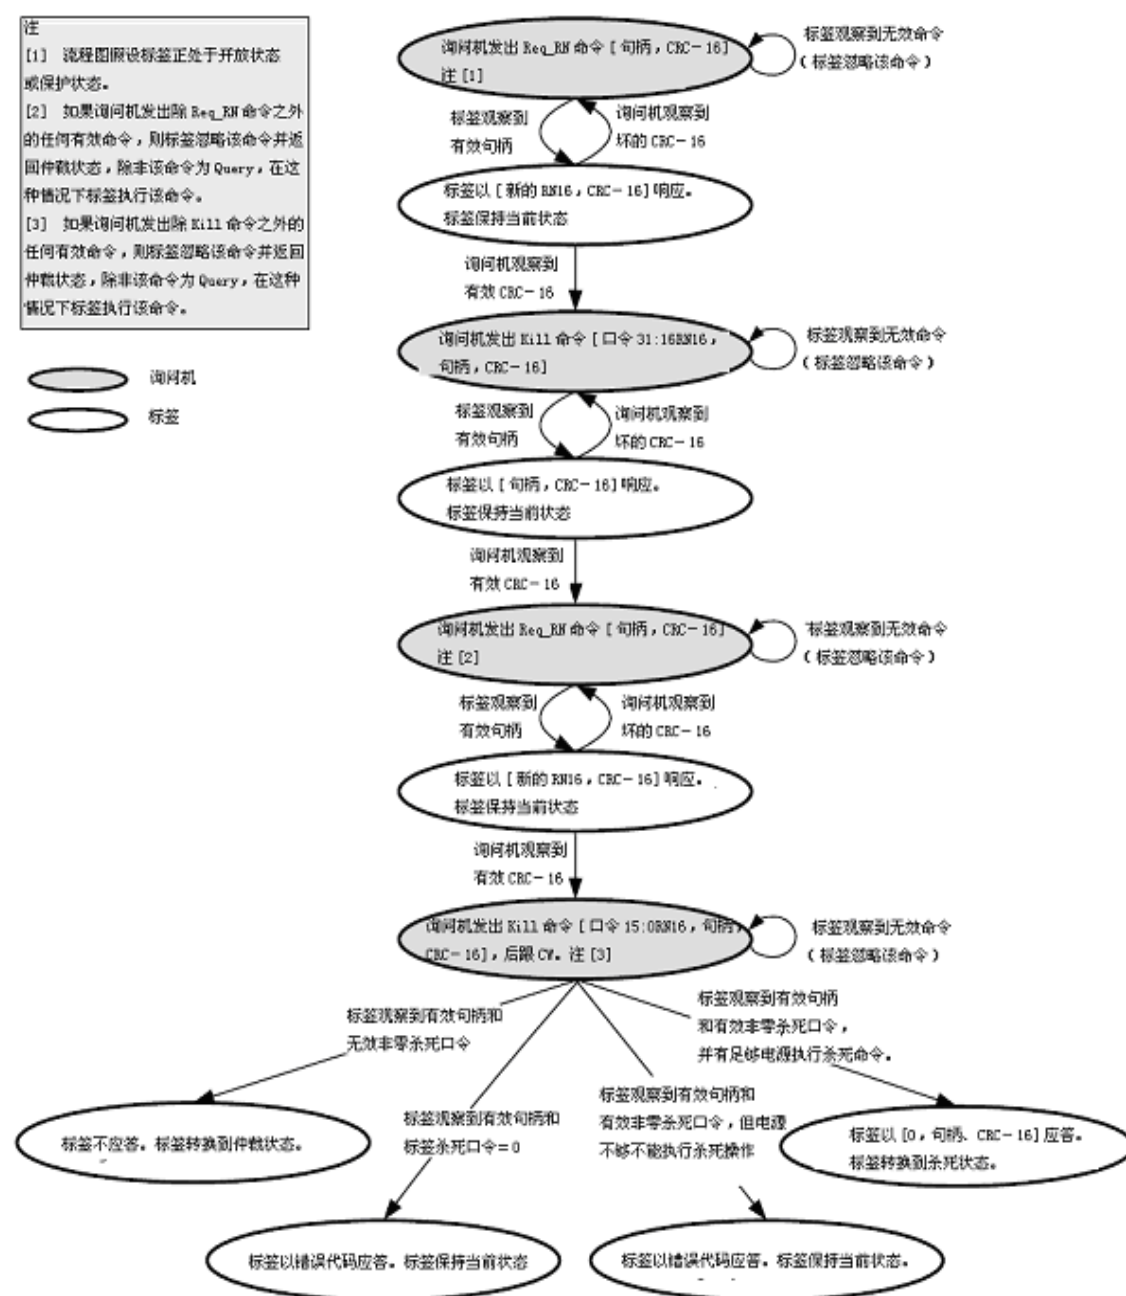 注
[1] 流程图假设标签正处于开放状态
或保护状态。
[2] 如果询问机发出除 Req_RN 命令之外
的任何有效命令，则标签忽略该命令并返
回仲裁状态，除非该命令为 Query，在这
种情况下标签执行该命令。
[3] 如果询问机发出除 Kill 命令之外的
任何有效命令，则标签忽略该命令并返回
仲裁状态，除非该命令为 Query，在这种
情况下标签执行该命令。
询问机
标签
询问机发出 Req_RN 命令 [ 句柄，CRC－16]
注 [1]
标签观察到无效命令
（ 标签忽略该命令 ）
标签观察到
有效句柄
询问机观察到
坏的 CRC－16
标签以 [ 新的 RN16，CRC－16] 响应。
标签保持当前状态
询问机观察到
有效 CRC－16
询问机发出 Kill 命令 [ 口令 31:16RN16，
句柄，CRC－16]
标签观察到无效命令
（ 标签忽略该命令 ）
标签观察到
有效句柄
询问机观察到
坏的 CRC－16
标签以 [ 句柄，CRC－16] 响应。
标签保持当前状态
询问机观察到
有效 CRC－16
询问机发出 Req_RN 命令 [ 句柄，CRC－16]
注 [2]
标签观察到无效命令
（ 标签忽略该命令 ）
标签观察到
有效句柄
询问机观察到
坏的 CRC－16
标签以 [ 新的 RN16，CRC－16] 响应。
标签保持当前状态
询问机观察到
有效 CRC－16
询问机发出 Kill 命令 [ 口令 15:0RN16，句柄，
CRC－16]，后跟 CW。注 [3]
标签观察到无效命令
（ 标签忽略该命令 ）
标签观察到有效句柄和
无效非零杀死口令
标签观察到有效句柄
和有效非零杀死口令，
并有足够电源执行杀死命令。
标签观察到有效句柄和
标签杀死口令＝0
标签观察到有效句柄和
有效非零杀死口令，但电源
不够不能执行杀死操作
标签不应答。标签转换到仲裁状态。
标签以 [0，句柄、CRC－16] 应答。
标签转换到杀死状态。
标签以错误代码应答。标签保持当前状态
标签以错误代码应答。标签保持当前状态。